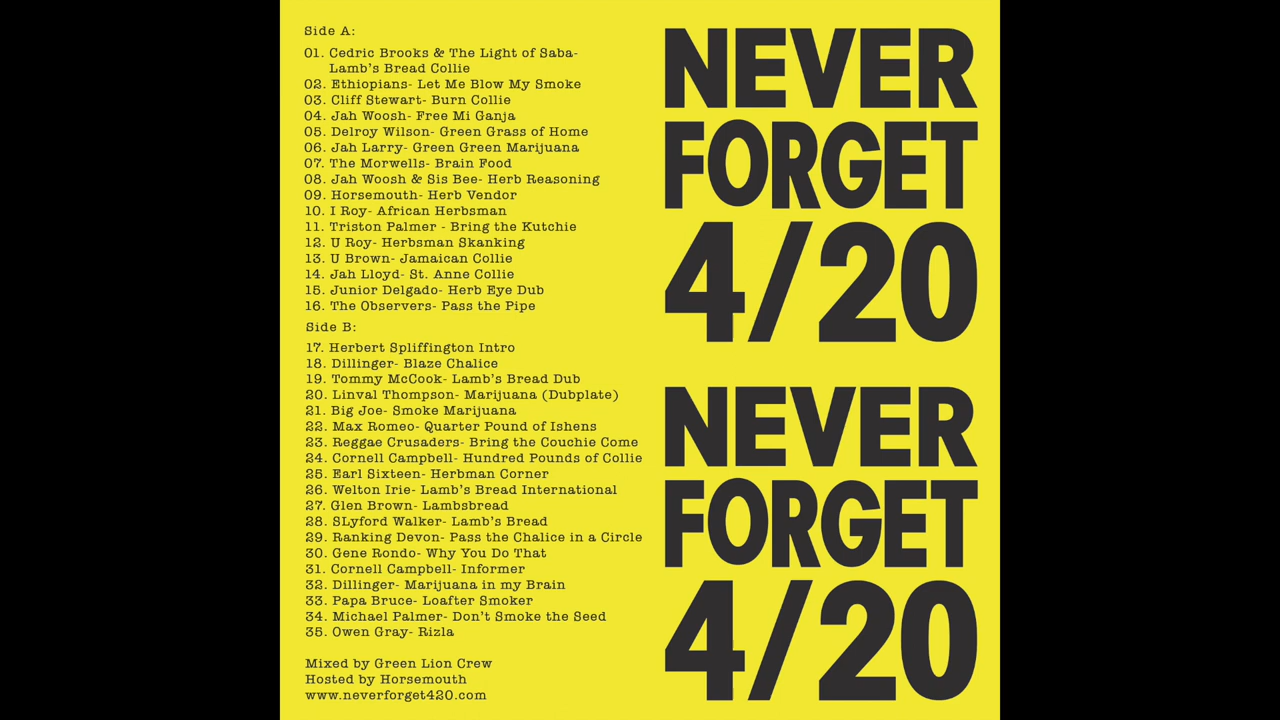 Side A:
01. Cedric Brooks & The Light of Saba-
Lamb's Bread Collie
02. Ethiopians- Let Me Blow My Smoke
03. Cliff Stewart- Burn Collie
04. Jah Woosh- Free Mi Ganja
05. Delroy Wilson- Green Grass of Home
06. Jah Larry- Green Green Marijuana
07. The Morwells- Brain Food
08. Jah Woosh & Sis Bee- Herb Reasoning
09. Horsemouth- Herb Vendor
10. I Roy- African Herbsman
11. Triston Palmer - Bring the Kutchie
12. U Roy- Herbsman Skanking
13. U Brown- Jamaican Collie
14. Jah Lloyd- St. Anne Collie
15. Junior Delgado- Herb Eye Dub
16. The Observers- Pass the Pipe
Side B:
17. Herbert Spliffington Intro
18. Dillinger- Blaze Chalice
19. Tommy McCook- Lamb's Bread Dub
20. Linval Thompson- Marijuana (Dubplate)
21. Big Joe- Smoke Marijuana
22. Max Romeo- Quarter Pound of Ishens
23. Reggae Crusaders- Bring the Couchie Come
24. Cornell Campbell- Hundred Pounds of Collie
25. Earl Sixteen- Herbman Corner
26. Welton Irie- Lamb's Bread International
27. Glen Brown- Lambsbread
28. SLyford Walker- Lamb's Bread
29. Ranking Devon- Pass the Chalice in a Circle
30. Gene Rondo- Why You Do That
31. Cornell Campbell- Informer
32. Dillinger- Marijuana in my Brain
33. Papa Bruce- Loafter Smoker
34. Michael Palmer- Don't Smoke the Seed
35. Owen Gray- Rizla
Mixed by Green Lion Crew
Hosted by Horsemouth
www.neverforget420.com
NEVER
FORGET
4/20
NEVER
FORGET
4/20